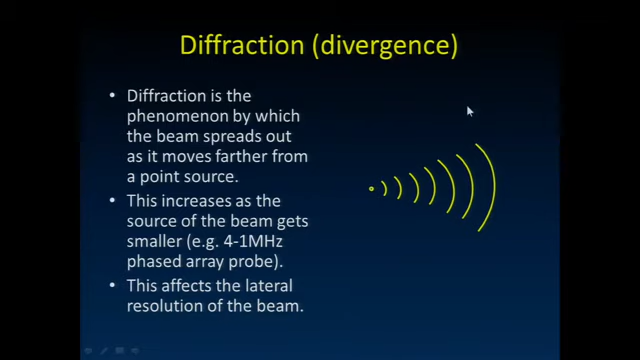 Diffraction (divergence)
• Diffraction is the
phenomenon by which
the beam spreads out
as it moves farther from
a point source.
• This increases as the
source of the beam gets
smaller (e.g. 4-1MHz
phased array probe).
• This affects the lateral
resolution of the beam.